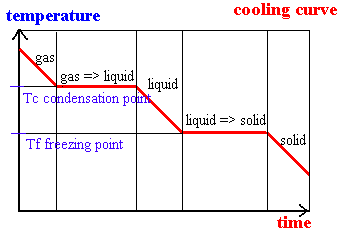 temperature
cooling curve
gas
gas => liquid
liquid
Tc condensation point
liquid => solid
Tf freezing point
solid
time